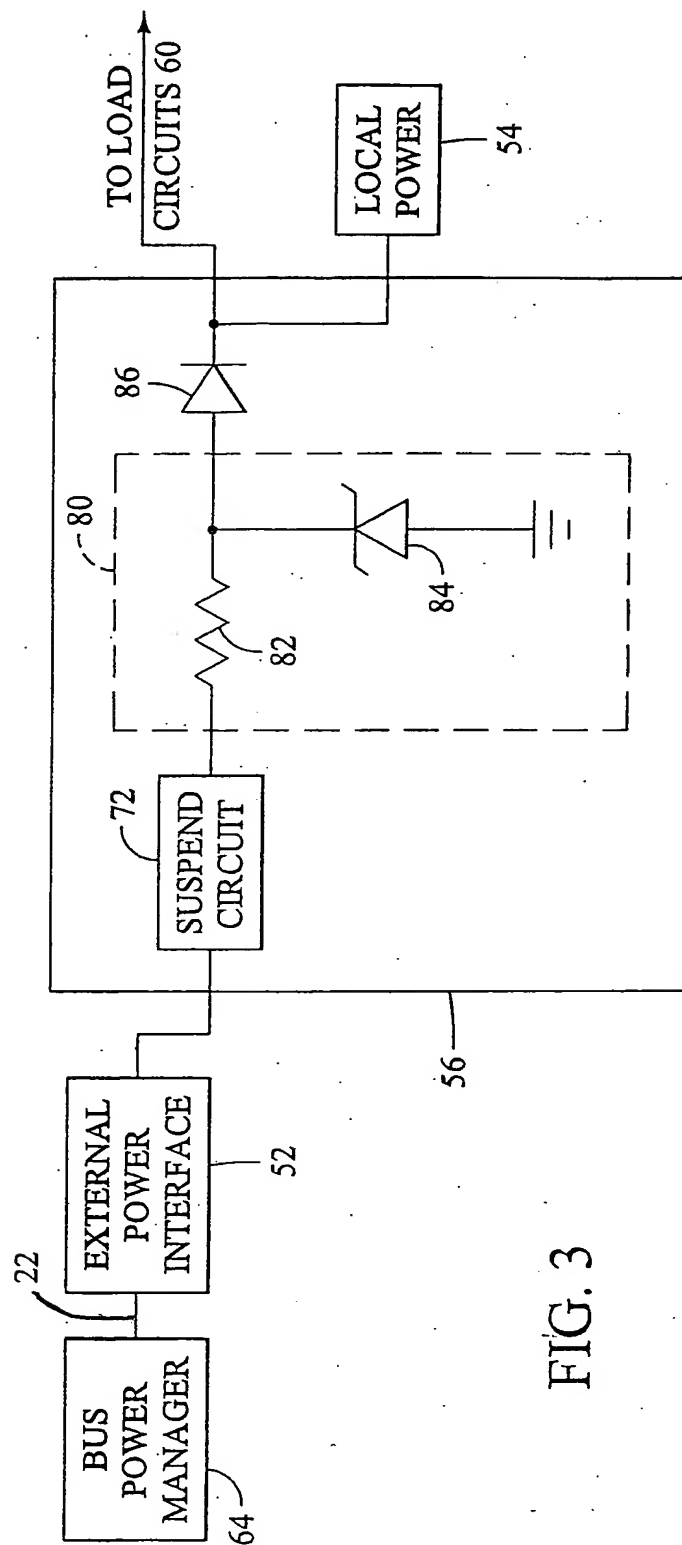 TO LOAD
CIRCUITS 60
LOCAL
POWER
54
86
80
82
84
72
SUSPEND
CIRCUIT
56
EXTERNAL
POWER
INTERFACE
52
22
BUS
POWER
MANAGER
64
FIG. 3